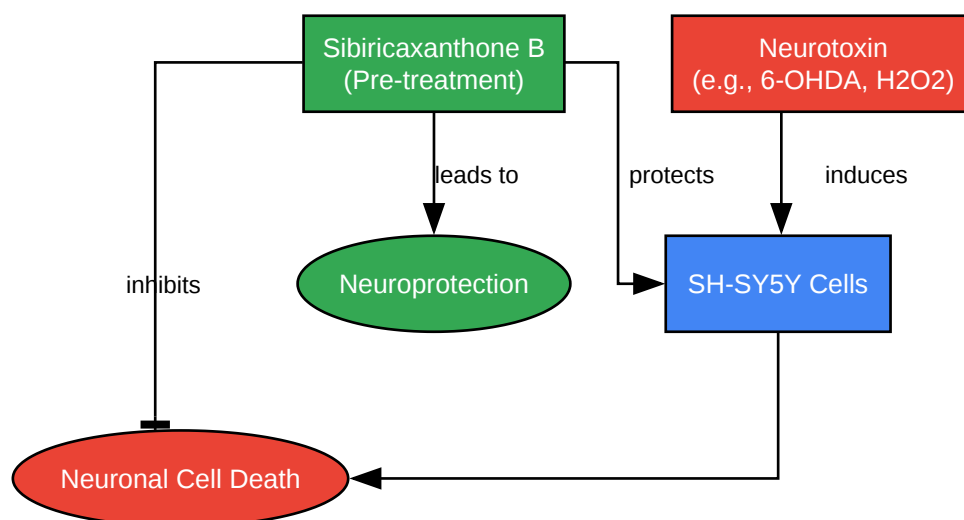 Sibiricaxanthone B
(Pre-treatment)
Neurotoxin
(e.g., 6-OHDA, H2O2)
leads to
protects
induces
inhibits
Neuroprotection
SH-SY5Y Cells
Neuronal Cell Death